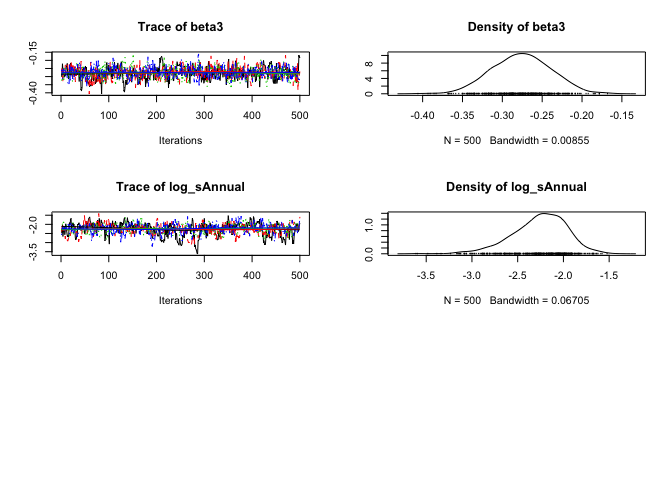 Trace of beta3
-0.40 -0.15
0 100 200 300 400 500
Iterations
Density of beta3
0 4 8
-0.40 -0.35 -0.30 -0.25 -0.20 -0.15
N = 500 Bandwidth = 0.00855
Trace of log_sAnnual
-3.5 -2.0
0 100 200 300 400 500
Iterations
Density of log_sAnnual
0.0 1.0
-3.5 -3.0 -2.5 -2.0 -1.5
N = 500 Bandwidth = 0.06705